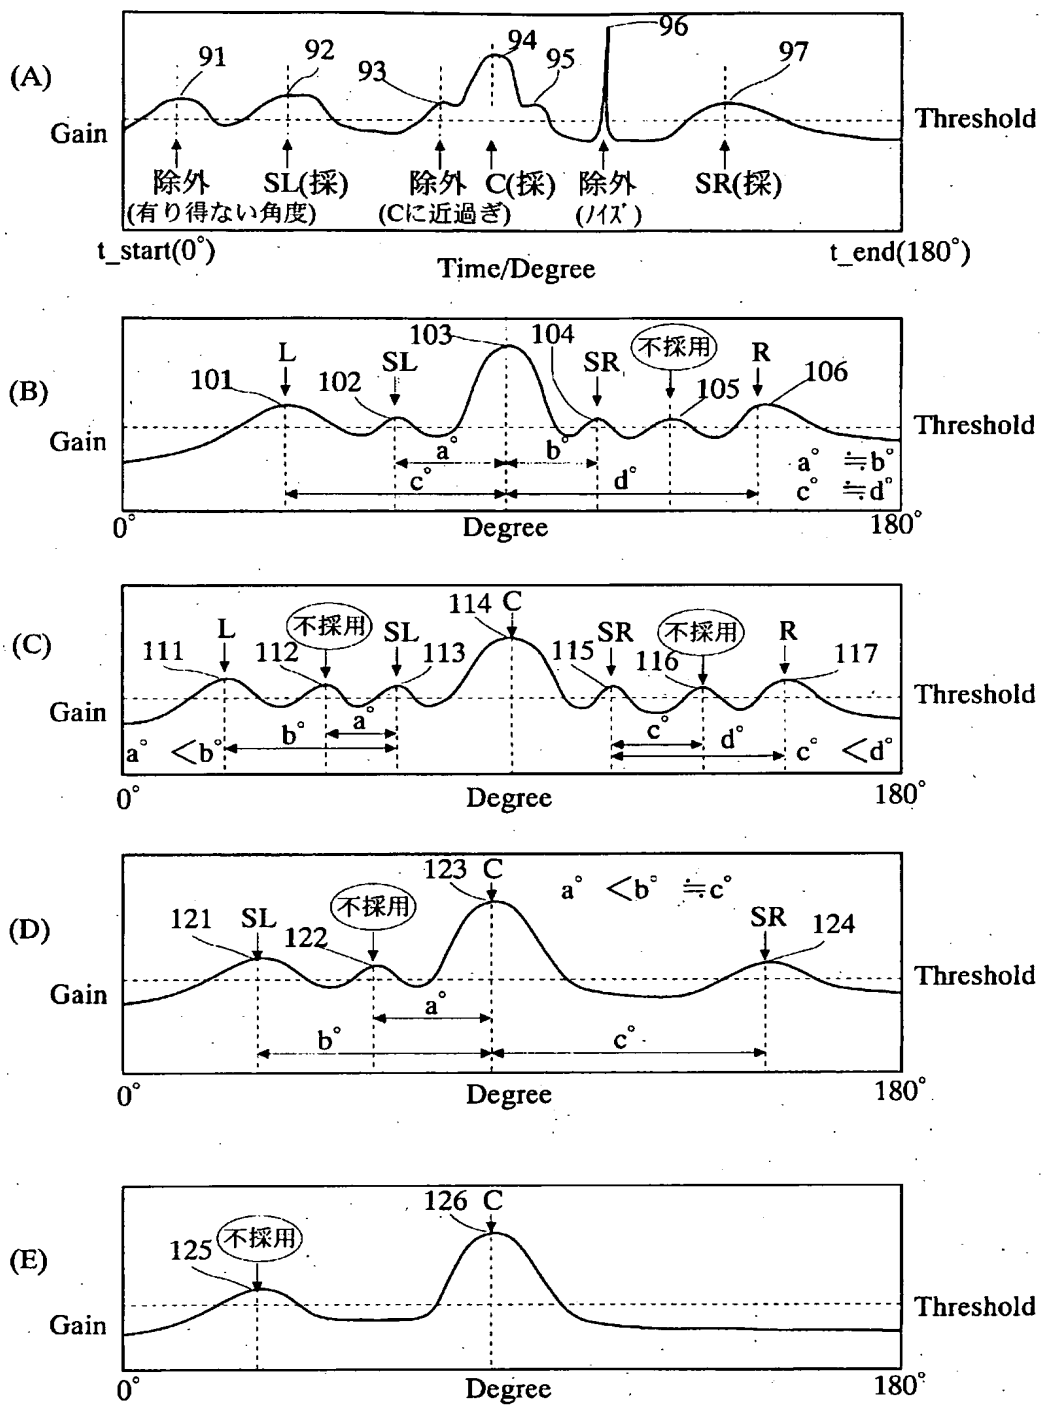 (A)
91
92
93
94
95
96
97
Gain
Threshold
除外
(有り得ない角度)
SL(採)
除外
(Cに近過ぎ)
C(採)
除外
(ﾉｲｽﾞ)
SR(採)
t_start(0°)
t_end(180°)
Time/Degree
(B)
101
L
102
SL
103
104
SR
不採用
105
R
106
Gain
Threshold
a°
b°
a° ≒b°
c°
d°
c° ≒d°
0°
Degree
180°
(C)
111
L
112
不採用
SL
113
114
C
115
SR
116
不採用
R
117
Gain
Threshold
a°
b°
a° <b°
c°
d°
c° <d°
0°
Degree
180°
(D)
121
SL
122
不採用
123
C
a° <b° ≒c°
SR
124
Gain
Threshold
a°
b°
c°
0°
Degree
180°
(E)
125
不採用
126
C
Gain
Threshold
0°
Degree
180°